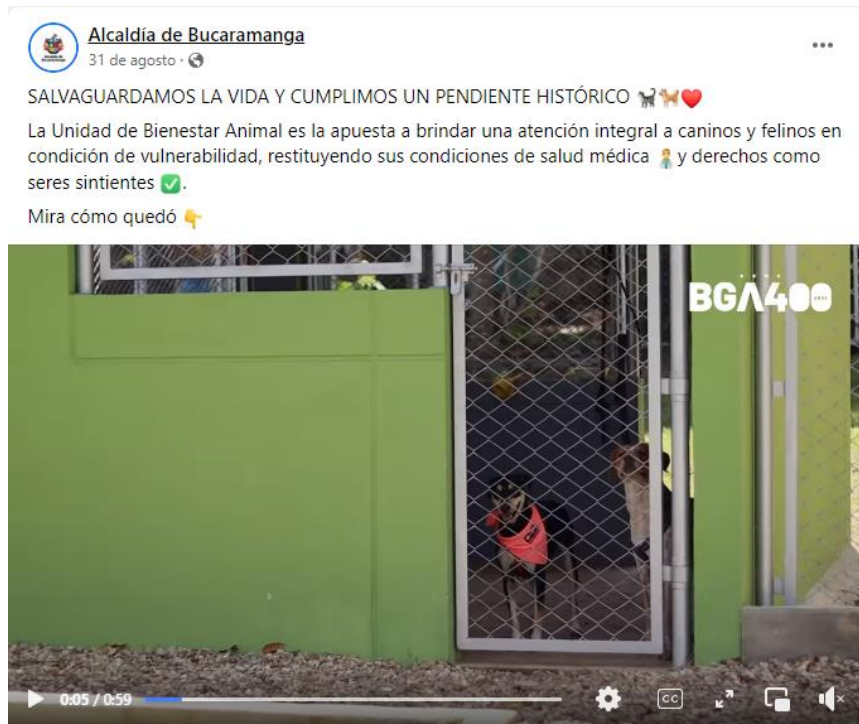 Alcaldía de Bucaramanga
31 de agosto ·
SALVAGUARDAMOS LA VIDA Y CUMPLIMOS UN PENDIENTE HISTÓRICO 🐈‍⬛🐕❤️
La Unidad de Bienestar Animal es la apuesta a brindar una atención integral a caninos y felinos en
condición de vulnerabilidad, restituyendo sus condiciones de salud médica 🧑‍⚕️ y derechos como
seres sintientes ✅.
Mira cómo quedó 👇
BGA400
0:05 / 0:59
CC